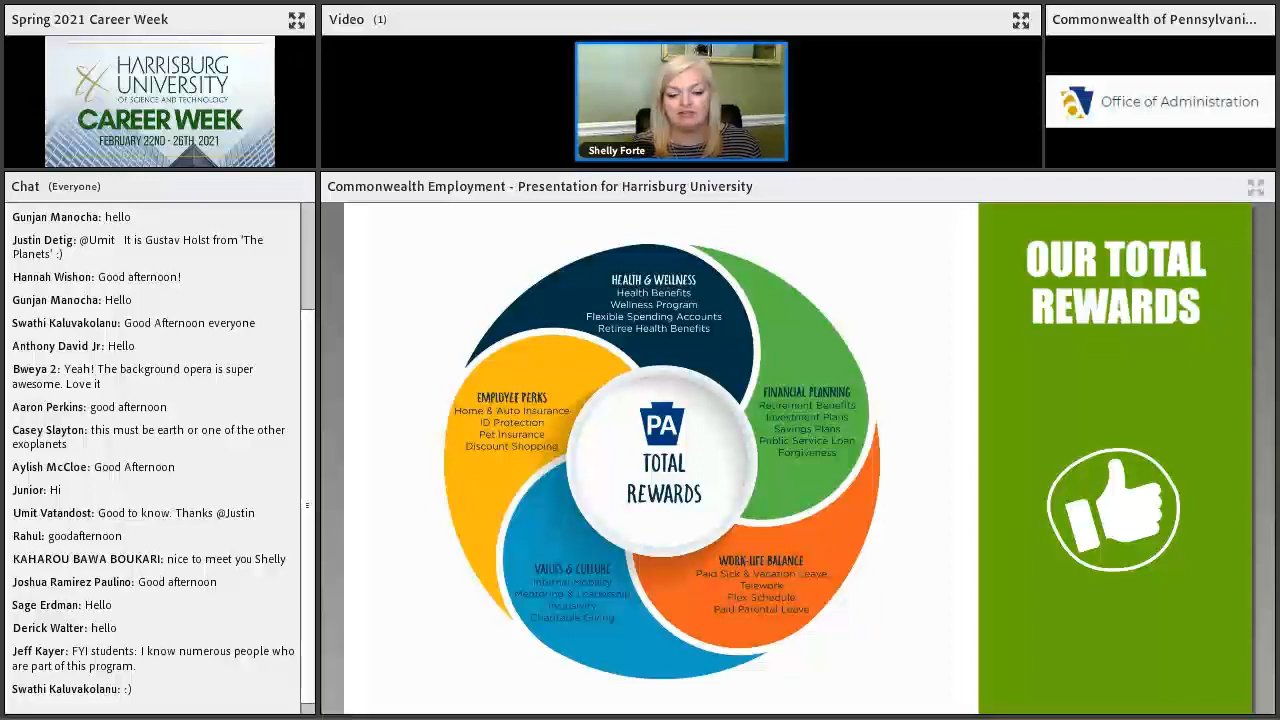 Spring 2021 Career Week
HARRISBURG
UNIVERSITY
OF SCIENCE AND TECHNOLOGY
CAREER WEEK
FEBRUARY 22ND - 26TH, 2021
Video (1)
Shelly Forte
Commonwealth of Pennsylvani...
Office of Administration
Chat (Everyone)
Gunjan Manocha: hello
Justin Detig: @Umit It is Gustav Holst from 'The
Planets' :)
Hannah Wishon: Good afternoon!
Gunjan Manocha: Hello
Swathi Kaluvakolanu: Good Afternoon everyone
Anthony David Jr: Hello
Bweya 2: Yeah! The background opera is super
awesome. Love it
Aaron Perkins: good afternoon
Casey Slayter: this must be earth or one of the other
exoplanets
Aylish McCloe: Good Afternoon
Junior: Hi
Umit Vatandost: Good to know. Thanks @Justin
Rahul: goodafternoon
KAHAROU BAWA BOUKARI: nice to meet you Shelly
Joshua Ramirez Paulino: Good afternoon
Sage Erdman: Hello
Derick Walter: hello
Jeff Kayer: FYI students: I know numerous people who
are part of this program.
Swathi Kaluvakolanu: :)
Commonwealth Employment - Presentation for Harrisburg University
HEALTH & WELLNESS
Health Benefits
Wellness Program
Flexible Spending Accounts
Retiree Health Benefits
FINANCIAL PLANNING
Retirement Benefits
Investment Plans
Savings Plans
Public Service Loan
Forgiveness
EMPLOYEE PERKS
Home & Auto Insurance
ID Protection
Pet Insurance
Discount Shopping
PA
TOTAL
REWARDS
VALUES & CULTURE
Internal Mobility
Mentoring & Leadership
Inclusivity
Charitable Giving
WORK-LIFE BALANCE
Paid Sick & Vacation Leave
Telework
Flex Schedule
Paid Parental Leave
OUR TOTAL
REWARDS